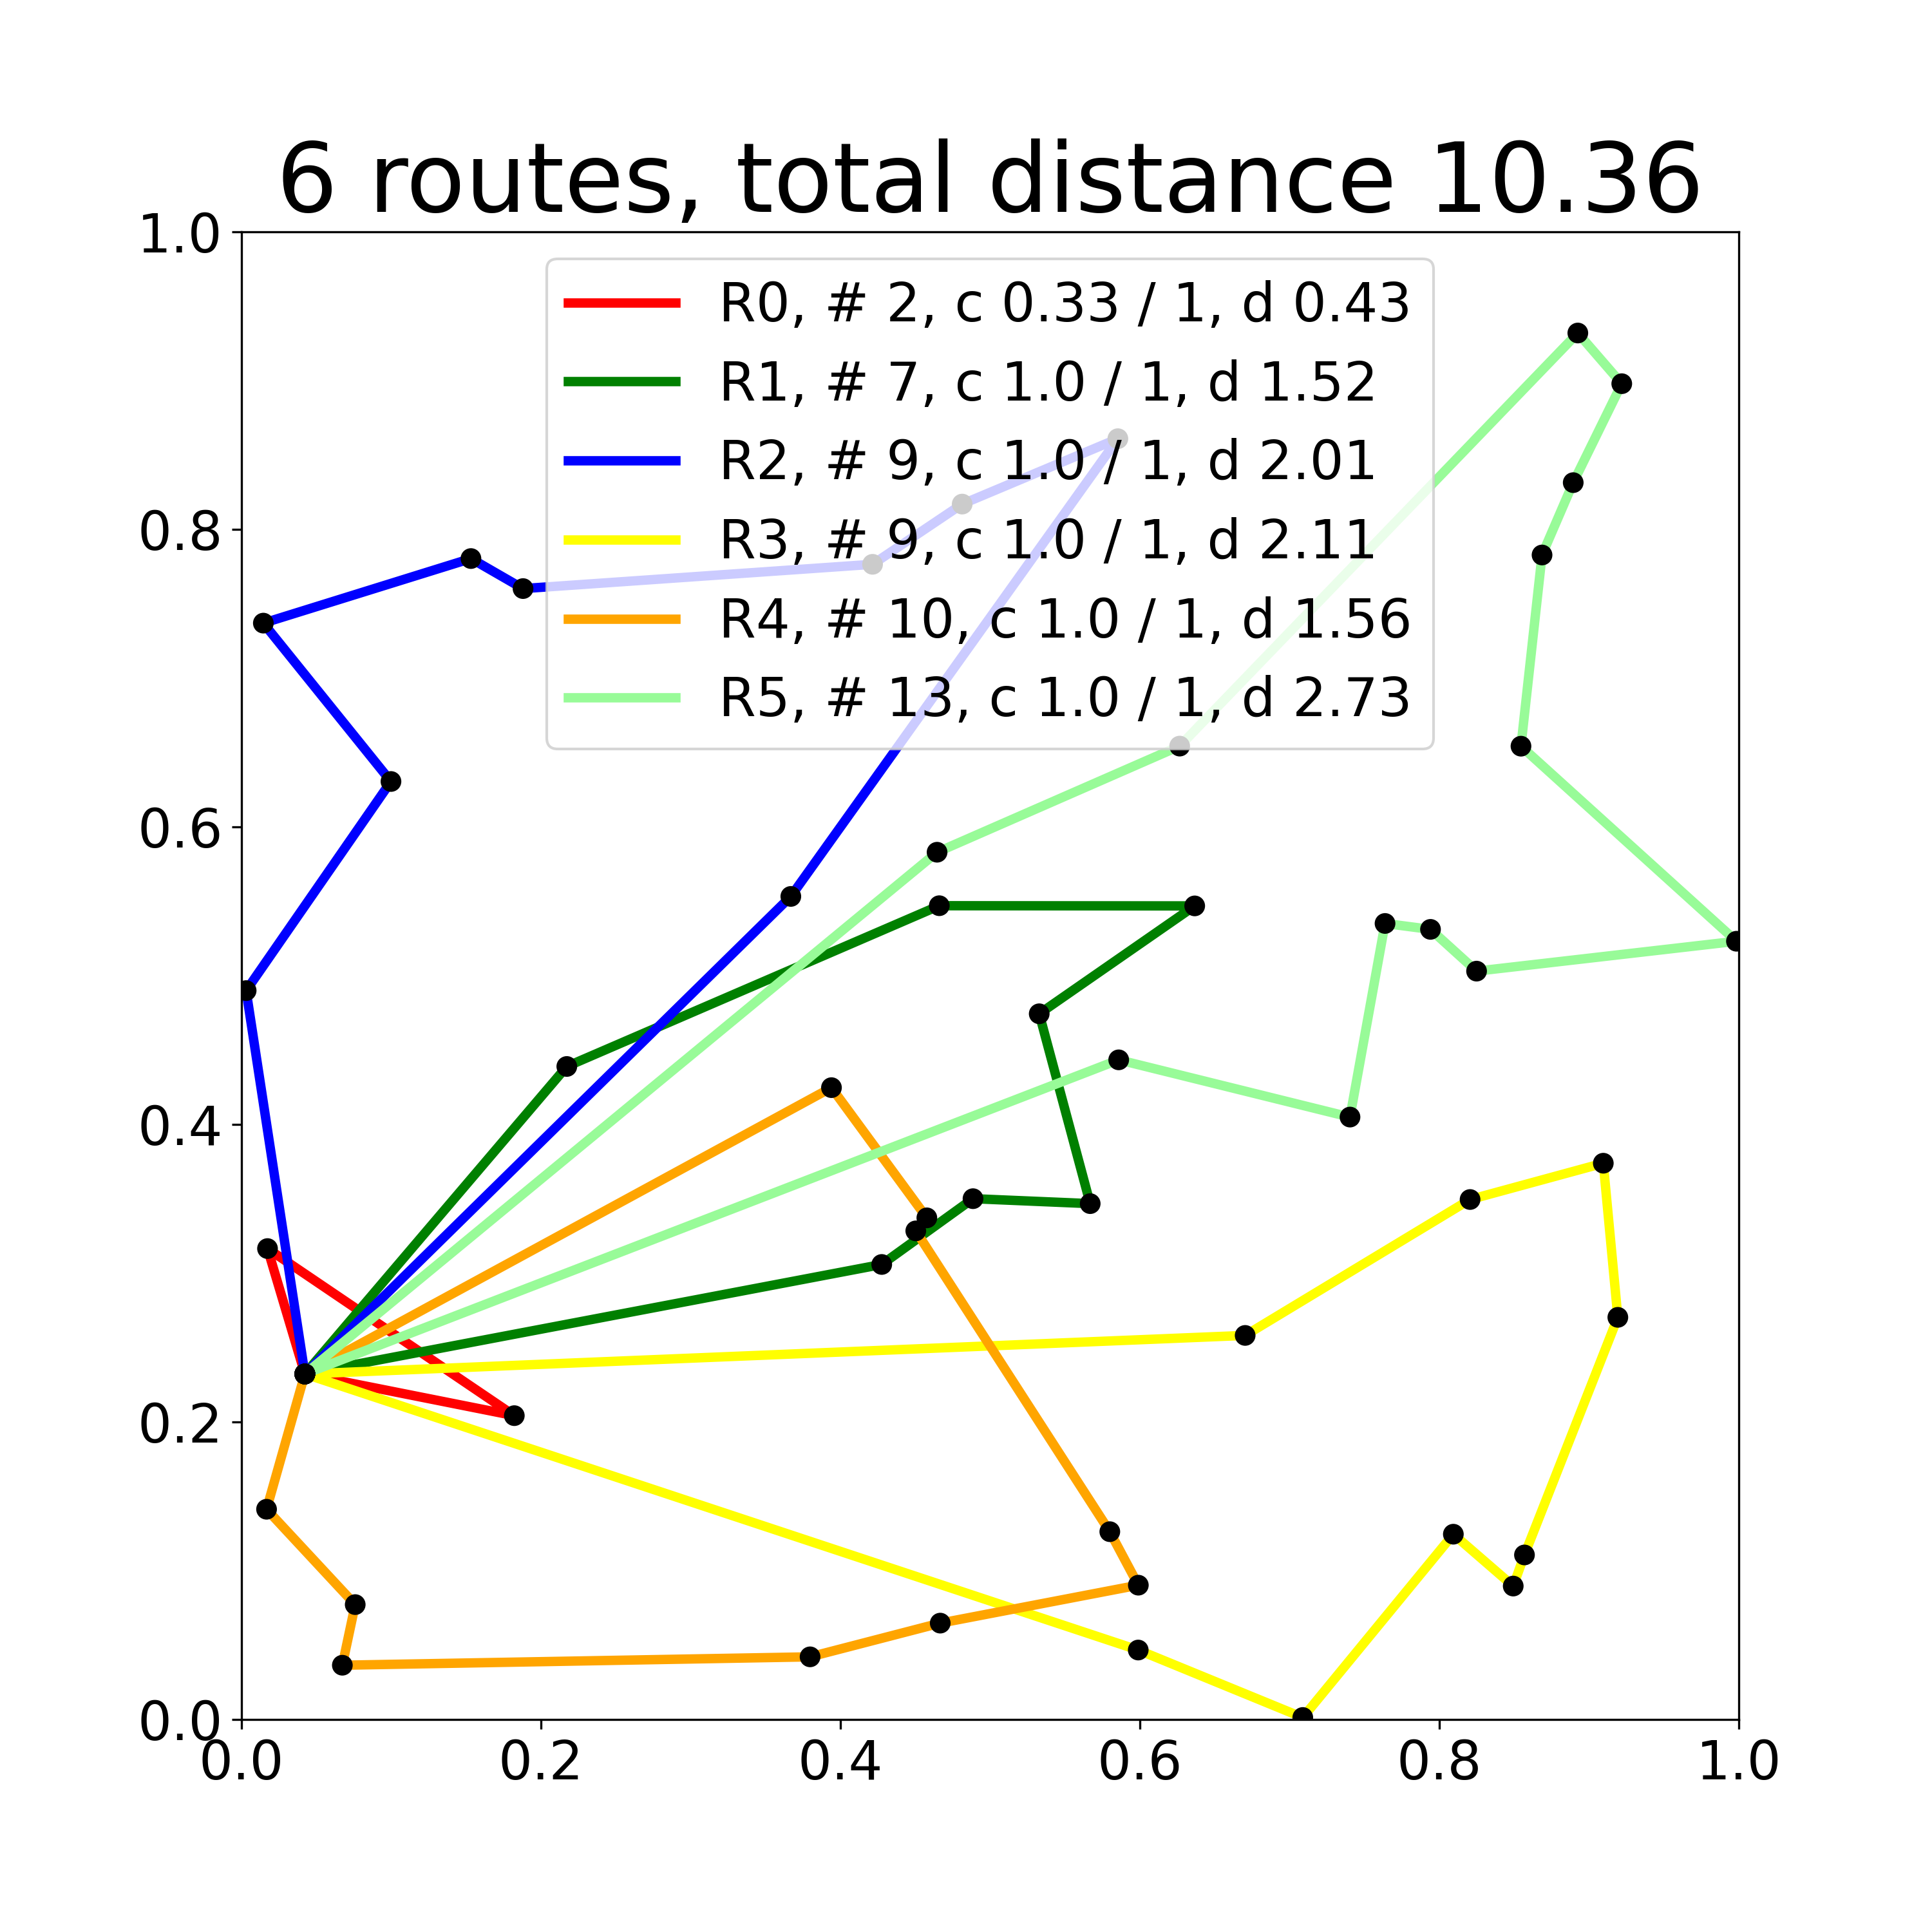 6 routes, total distance 10.36
1.0
R0, # 2, c 0.33 / 1, d 0.43
R1, # 7, c 1.0 / 1, d 1.52
R2, # 9, c 1.0 / 1, d 2.01
0.8
R3, # 9, c 1.0 / 1, d 2.11
R4, # 10, c 1.0 / 1, d 1.56
R5, # 13, c 1.0 / 1, d 2.73
0.6
0.4
0.2
0.0
0.0 0.2 0.4 0.6 0.8 1.0